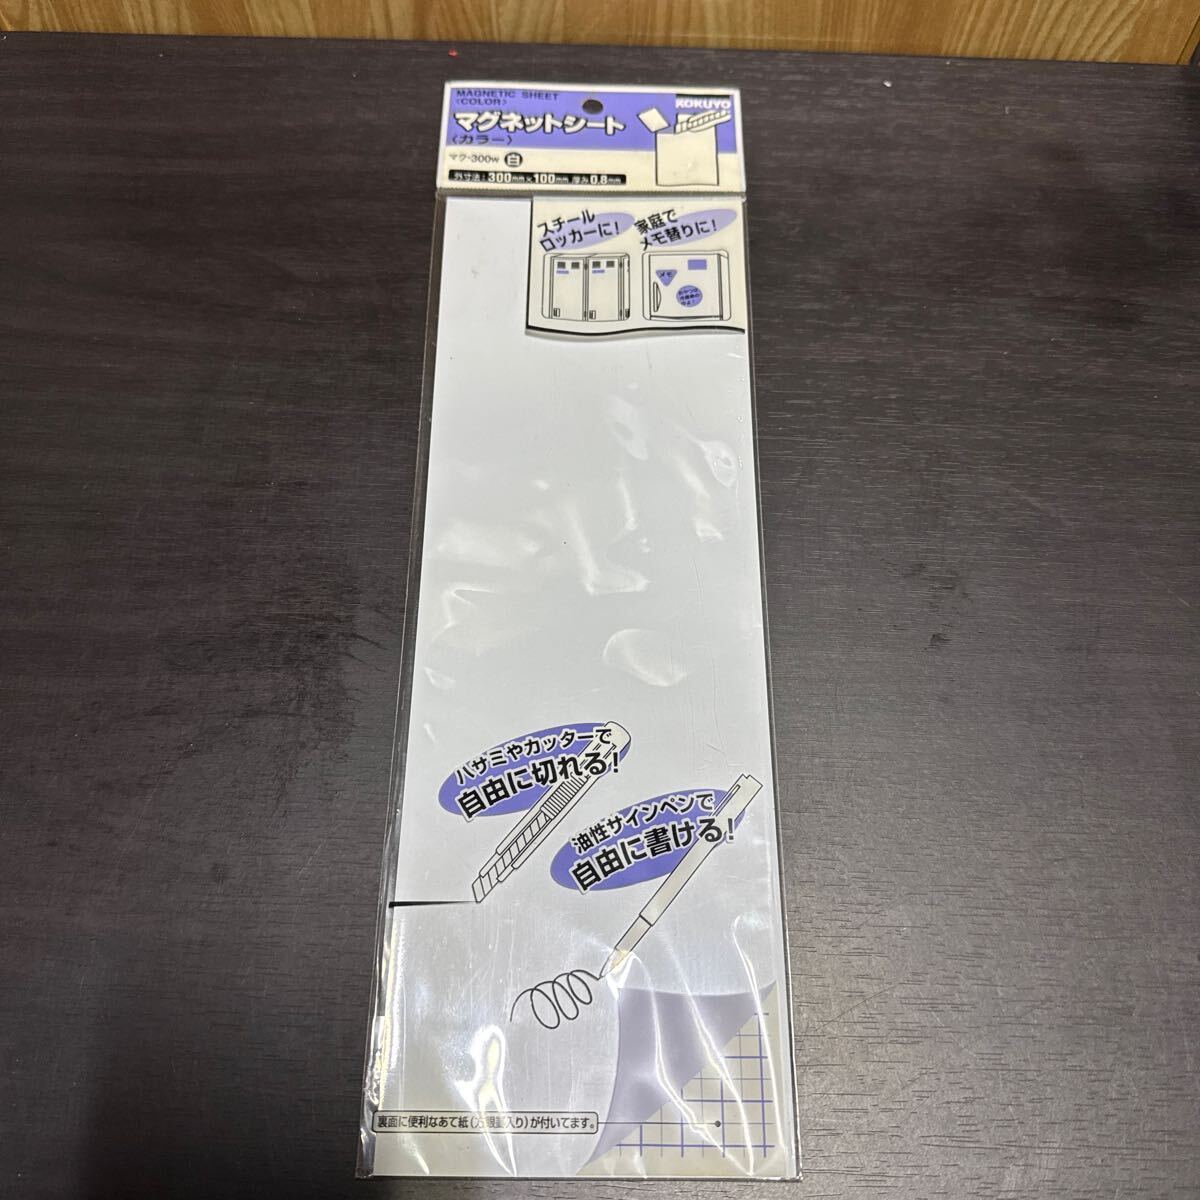 MAGNETIC SHEET
〈COLOR〉
KOKUYO
マグネットシート
〈カラー〉
マク-300W 白
外寸法:300mm×100mm 厚み0.8mm
スチール
ロッカーに!
家庭で
メモ替りに!
メモ
ハサミやカッターで
自由に切れる!
油性サインペンで
自由に書ける!
裏面に便利なあて紙(方眼罫入り)が付いてます。